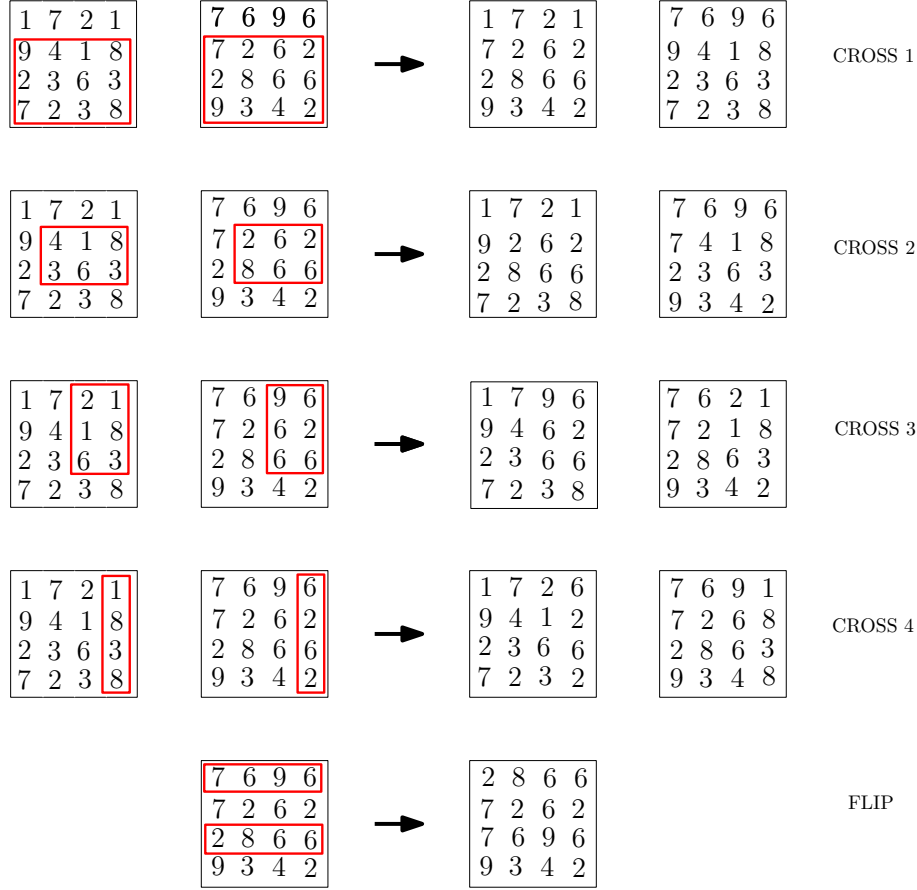 1 7 2 1 7 6 9 6 1 7 2 1 7 6 9 6
9 4 1 8 7 2 6 2 7 2 6 2 9 4 1 8 CROSS 1
2 3 6 3 2 8 6 6 2 8 6 6 2 3 6 3
7 2 3 8 9 3 4 2 9 3 4 2 7 2 3 8
1 7 2 1 7 6 9 6 1 7 2 1 7 6 9 6
9 4 1 8 7 2 6 2 9 2 6 2 7 4 1 8 CROSS 2
2 3 6 3 2 8 6 6 2 8 6 6 2 3 6 3
7 2 3 8 9 3 4 2 7 2 3 8 9 3 4 2
1 7 2 1 7 6 9 6 1 7 9 6 7 6 2 1
9 4 1 8 7 2 6 2 9 4 6 2 7 2 1 8 CROSS 3
2 3 6 3 2 8 6 6 2 3 6 6 2 8 6 3
7 2 3 8 9 3 4 2 7 2 3 8 9 3 4 2
1 7 2 1 7 6 9 6 1 7 2 6 7 6 9 1
9 4 1 8 7 2 6 2 9 4 1 2 7 2 6 8 CROSS 4
2 3 6 3 2 8 6 6 2 3 6 6 2 8 6 3
7 2 3 8 9 3 4 2 7 2 3 2 9 3 4 8
7 6 9 6 2 8 6 6
7 2 6 2 7 2 6 2 FLIP
2 8 6 6 7 6 9 6
9 3 4 2 9 3 4 2